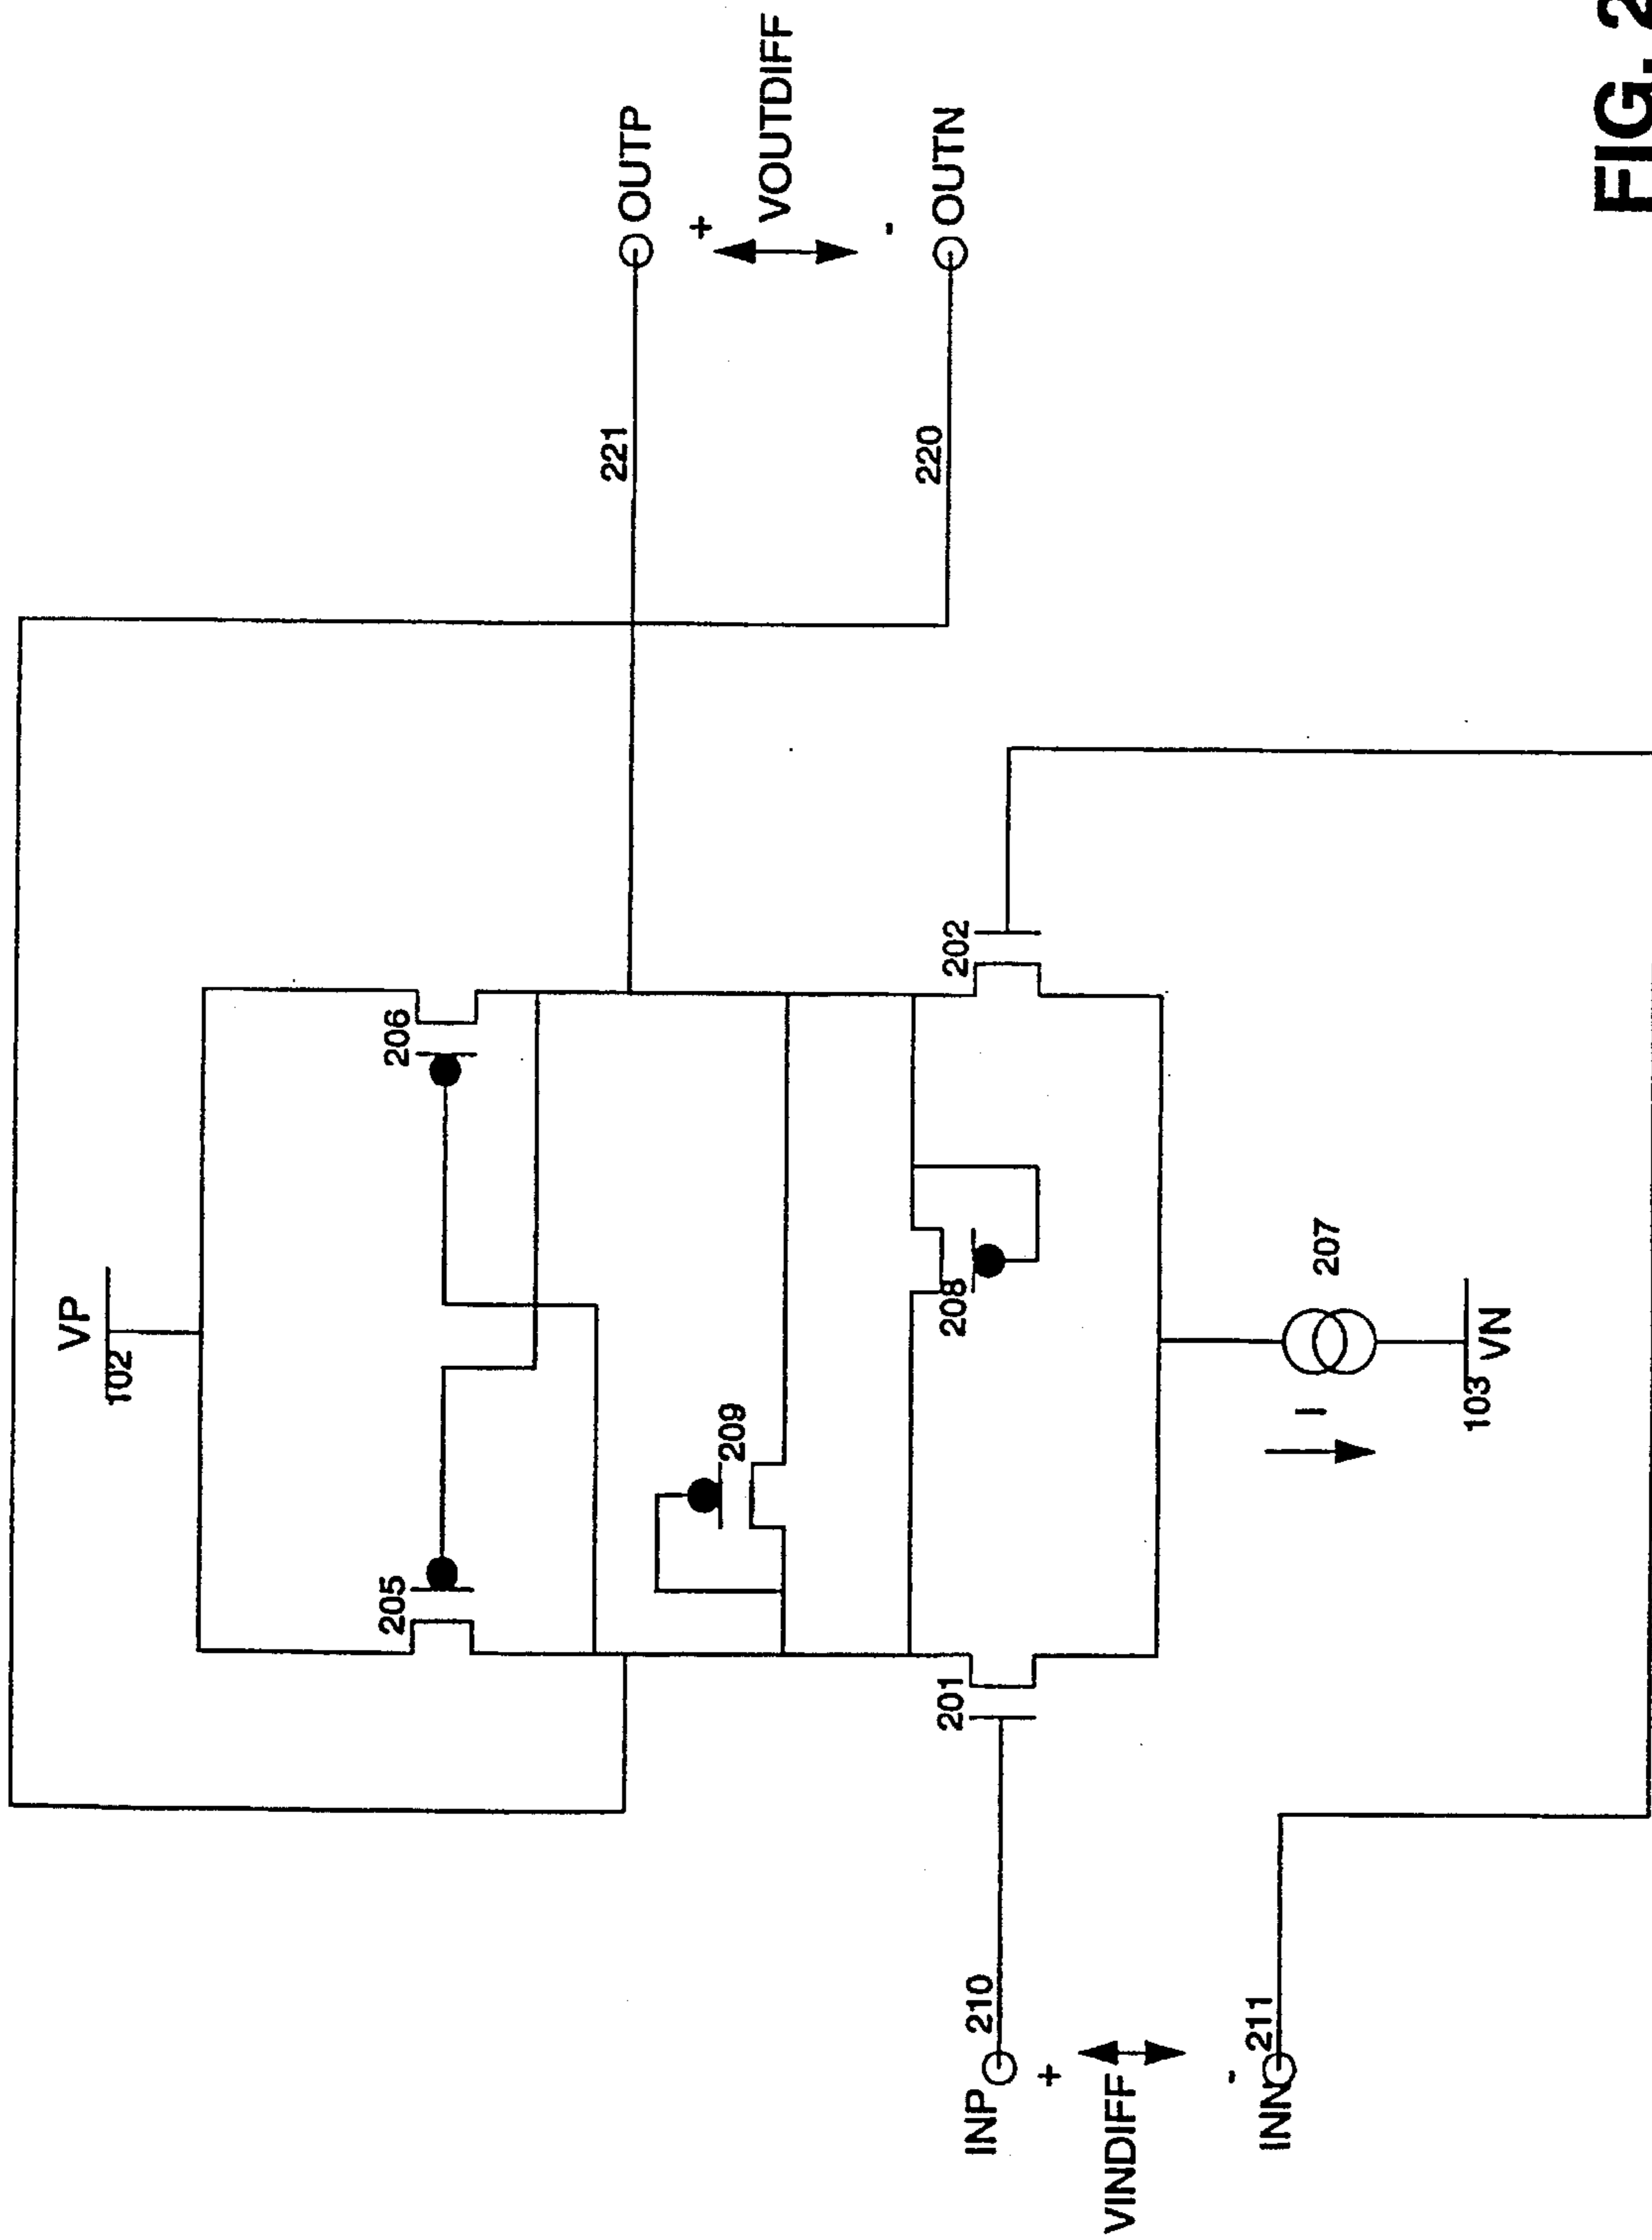 VP
102
205
206
209
208
201
202
207
I
103
VN
INP
210
+
VINDIFF
-
INN
211
221
OUTP
+
VOUTDIFF
-
220
OUTN
FIG. 2